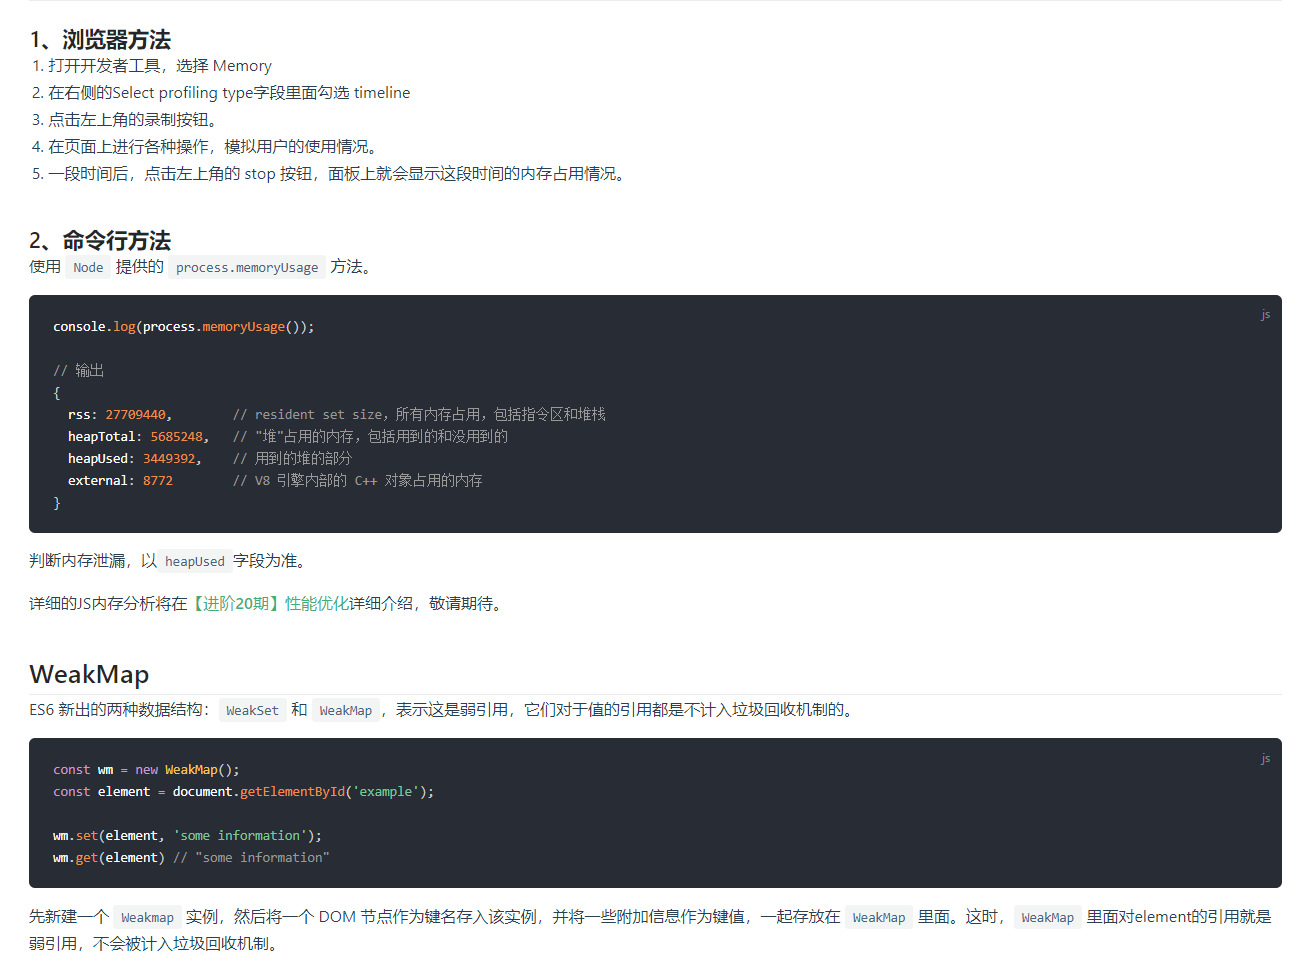 1、浏览器方法
1. 打开开发者工具，选择 Memory
2. 在右侧的Select profiling type字段里面勾选 timeline
3. 点击左上角的录制按钮。
4. 在页面上进行各种操作，模拟用户的使用情况。
5. 一段时间后，点击左上角的 stop 按钮，面板上就会显示这段时间的内存占用情况。
2、命令行方法
使用 Node 提供的 process.memoryUsage 方法。
js
console.log(process.memoryUsage());
// 输出
{
  rss: 27709440,        // resident set size，所有内存占用，包括指令区和堆栈
  heapTotal: 5685248,   // "堆"占用的内存，包括用到的和没用到的
  heapUsed: 3449392,    // 用到的堆的部分
  external: 8772        // V8 引擎内部的 C++ 对象占用的内存
}
判断内存泄漏，以 heapUsed 字段为准。
详细的JS内存分析将在【进阶20期】性能优化详细介绍，敬请期待。
WeakMap
ES6 新出的两种数据结构： WeakSet 和 WeakMap ，表示这是弱引用，它们对于值的引用都是不计入垃圾回收机制的。
js
const wm = new WeakMap();
const element = document.getElementById('example');
wm.set(element, 'some information');
wm.get(element) // "some information"
先新建一个 Weakmap 实例，然后将一个 DOM 节点作为键名存入该实例，并将一些附加信息作为键值，一起存放在 WeakMap 里面。这时， WeakMap 里面对element的引用就是
弱引用，不会被计入垃圾回收机制。